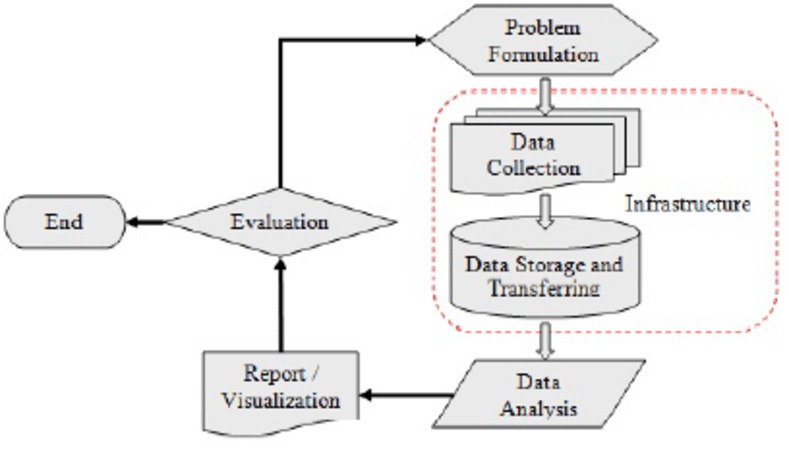 Problem
Formulation
Data
Collection
Infrastructure
Data Storage and
Transferring
Data
Analysis
Report /
Visualization
Evaluation
End